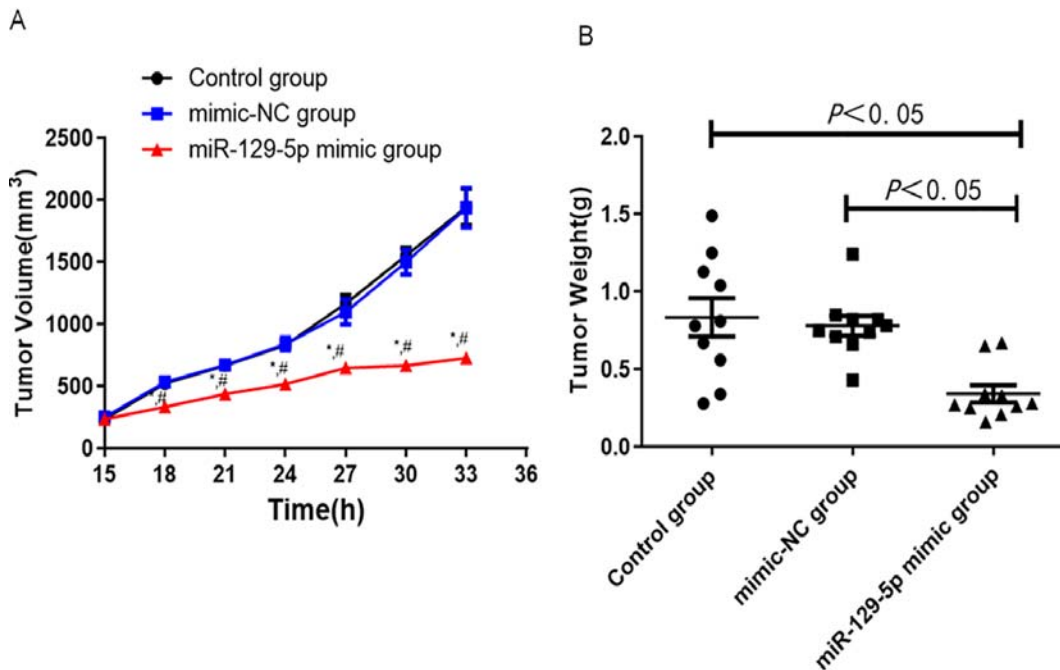 A
Control group
mimic-NC group
miR-129-5p mimic group
Tumor Volume(mm³)
2500
2000
1500
1000
500
0
*,#
*,#
*,#
*,#
*,#
*,#
15 18 21 24 27 30 33 36
Time(h)
B
P<0.05
P<0.05
Tumor Weight(g)
2.0
1.5
1.0
0.5
0.0
Control group
mimic-NC group
miR-129-5p mimic group